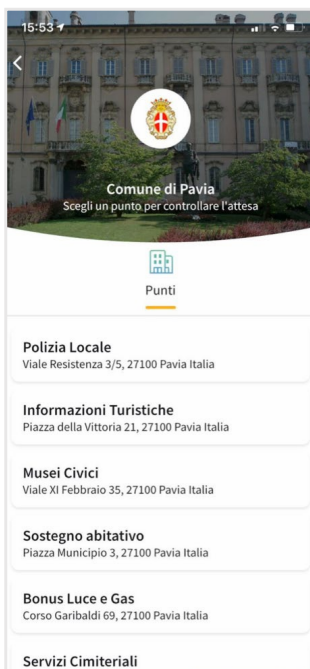 15:53
Comune di Pavia
Scegli un punto per controllare l'attesa
Punti
Polizia Locale
Viale Resistenza 3/5, 27100 Pavia Italia
Informazioni Turistiche
Piazza della Vittoria 21, 27100 Pavia Italia
Musei Civici
Viale XI Febbraio 35, 27100 Pavia Italia
Sostegno abitativo
Piazza Municipio 3, 27100 Pavia Italia
Bonus Luce e Gas
Corso Garibaldi 69, 27100 Pavia Italia
Servizi Cimiteriali